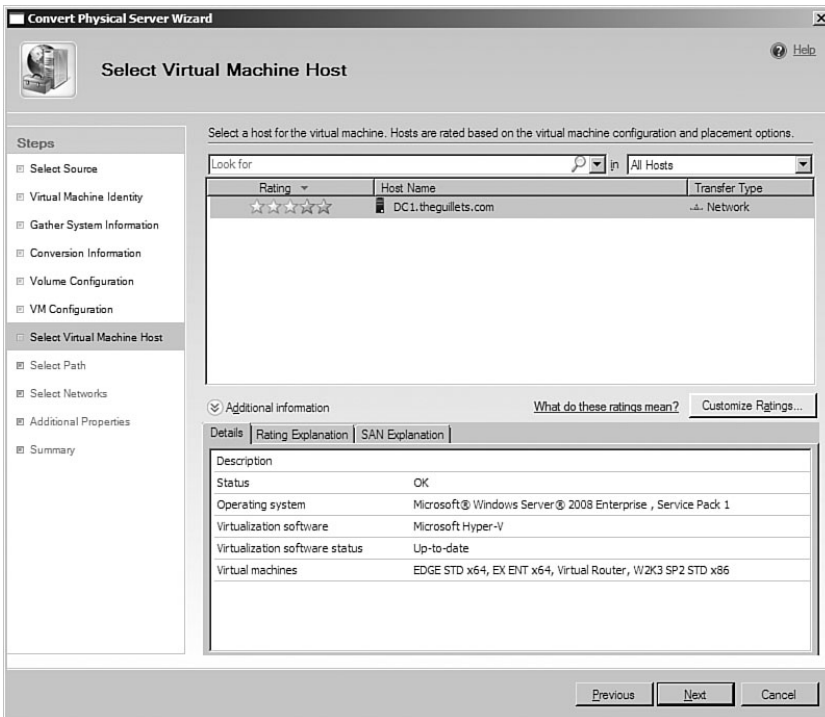 Convert Physical Server Wizard
Help
Select Virtual Machine Host
Steps
Select Source
Virtual Machine Identity
Gather System Information
Conversion Information
Volume Configuration
VM Configuration
Select Virtual Machine Host
Select Path
Select Networks
Additional Properties
Summary
Select a host for the virtual machine. Hosts are rated based on the virtual machine configuration and placement options.
Look for in All Hosts
Rating Host Name Transfer Type
DC1.theguillets.com Network
Additional information What do these ratings mean? Customize Ratings...
Details Rating Explanation SAN Explanation
Description
Status OK
Operating system Microsoft® Windows Server® 2008 Enterprise , Service Pack 1
Virtualization software Microsoft Hyper-V
Virtualization software status Up-to-date
Virtual machines EDGE STD x64, EX ENT x64, Virtual Router, W2K3 SP2 STD x86
Previous Next Cancel